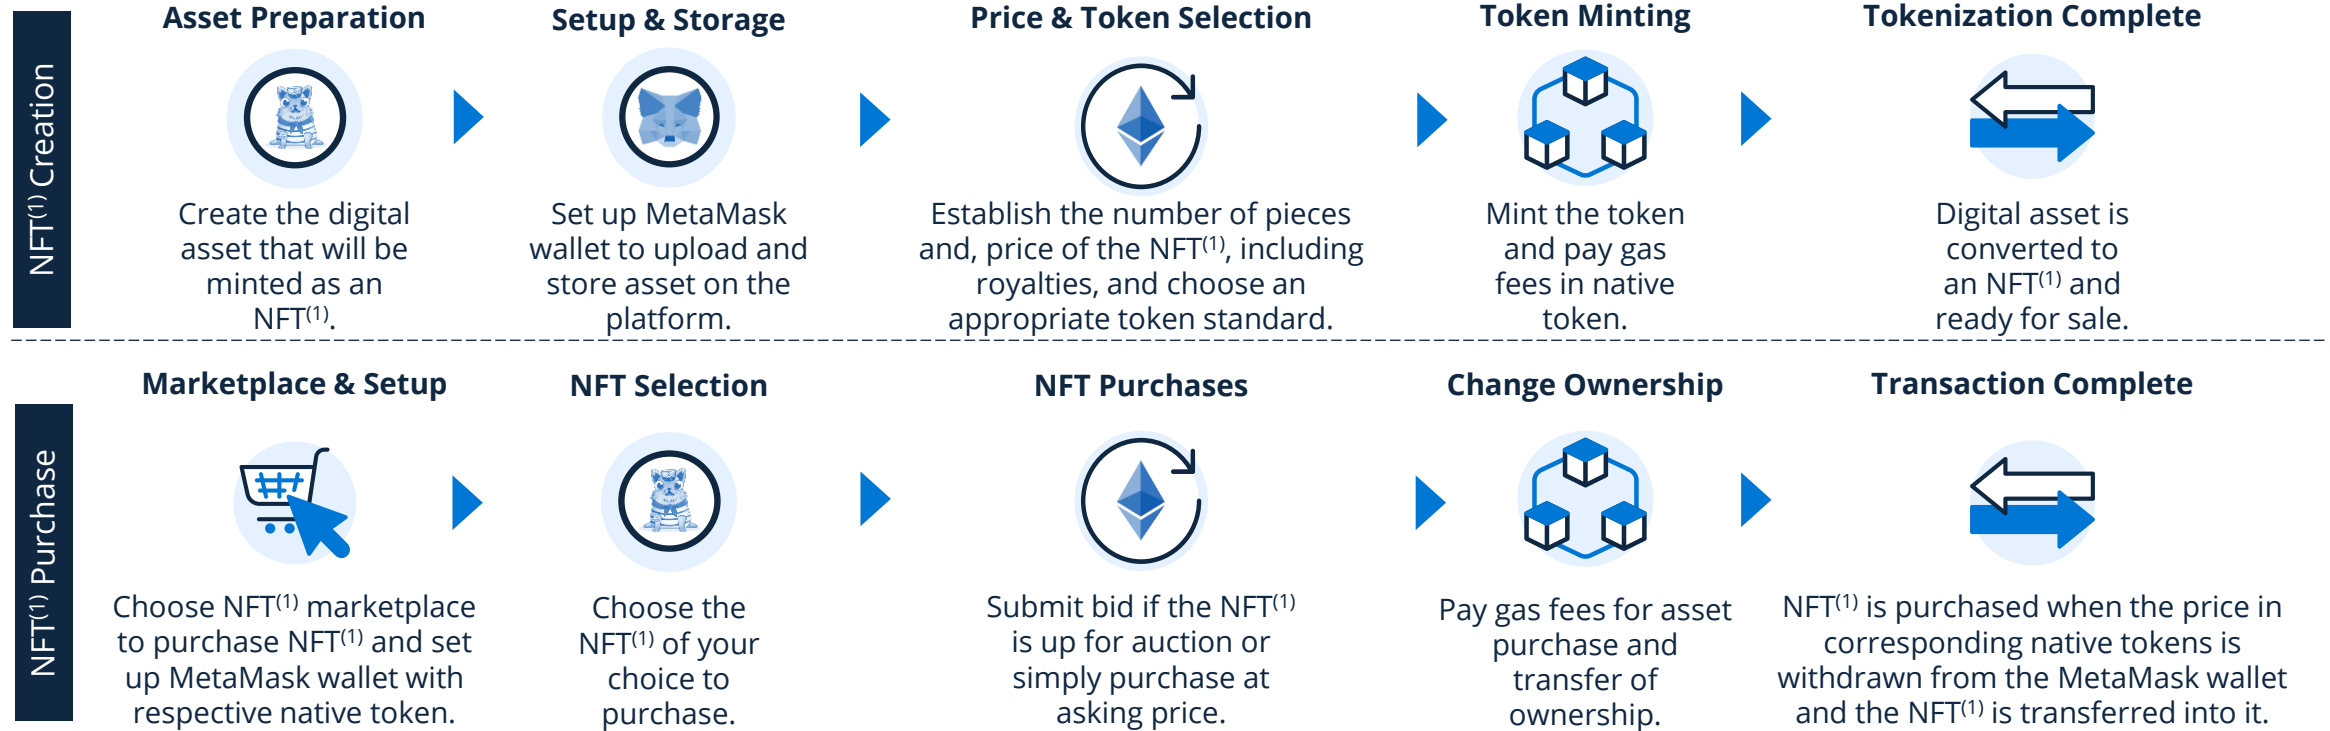 NFT(1) Creation
Asset Preparation
Create the digital
asset that will be
minted as an
NFT(1).
Setup & Storage
Set up MetaMask
wallet to upload and
store asset on the
platform.
Price & Token Selection
Establish the number of pieces
and, price of the NFT(1), including
royalties, and choose an
appropriate token standard.
Token Minting
Mint the token
and pay gas
fees in native
token.
Tokenization Complete
Digital asset is
converted to
an NFT(1) and
ready for sale.
NFT(1) Purchase
Marketplace & Setup
Choose NFT(1) marketplace
to purchase NFT(1) and set
up MetaMask wallet with
respective native token.
NFT Selection
Choose the
NFT(1) of your
choice to
purchase.
NFT Purchases
Submit bid if the NFT(1)
is up for auction or
simply purchase at
asking price.
Change Ownership
Pay gas fees for asset
purchase and
transfer of
ownership.
Transaction Complete
NFT(1) is purchased when the price in
corresponding native tokens is
withdrawn from the MetaMask wallet
and the NFT(1) is transferred into it.